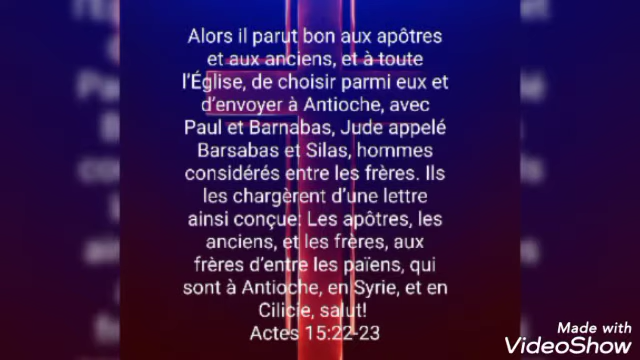 Alors il parut bon aux apôtres
et aux anciens, et à toute
l'Église, de choisir parmi eux et
d'envoyer à Antioche, avec
Paul et Barnabas, Jude appelé
Barsabas et Silas, hommes
considérés entre les frères. Ils
les chargèrent d'une lettre
ainsi conçue: Les apôtres, les
anciens, et les frères, aux
frères d'entre les païens, qui
sont à Antioche, en Syrie, et en
Cilicie, salut!
Actes 15:22-23
Made with
VideoShow